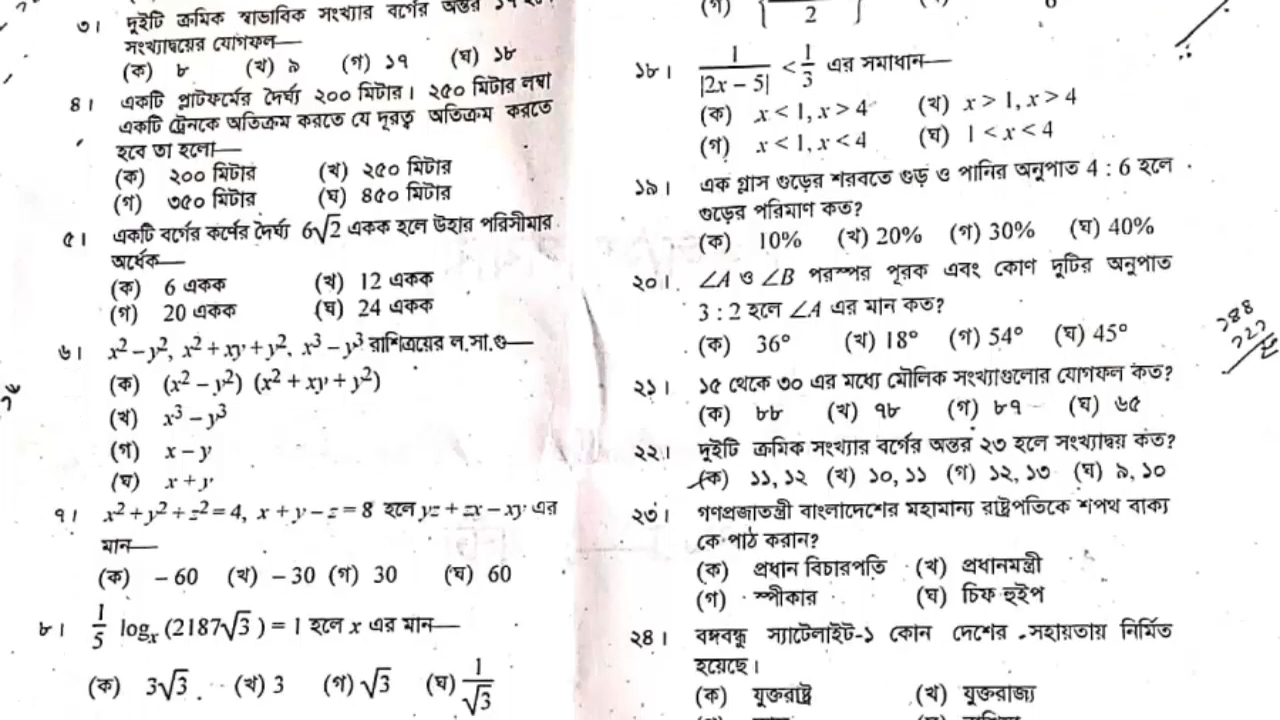 ৩। দুইটি ক্রমিক স্বাভাবিক সংখ্যার বর্গের অন্তর
সংখ্যাদ্বয়ের যোগফল—
(ক) ৮ (খ) ৯ (গ) ১৭ (ঘ) ১৮
৪। একটি প্লাটফর্মের দৈর্ঘ্য ২০০ মিটার। ২৫০ মিটার লম্বা
একটি ট্রেনকে অতিক্রম করতে যে দূরত্ব অতিক্রম করতে
হবে তা হলো—
(ক) ২০০ মিটার (খ) ২৫০ মিটার
(গ) ৩৫০ মিটার (ঘ) ৪৫০ মিটার
৫। একটি বর্গের কর্ণের দৈর্ঘ্য 6√2 একক হলে উহার পরিসীমার
অর্ধেক—
(ক) 6 একক (খ) 12 একক
(গ) 20 একক (ঘ) 24 একক
৬। x² – y², x² + xy + y², x³ – y³ রাশিত্রয়ের ল.সা.গু—
(ক) (x² – y²) (x² + xy + y²)
(খ) x³ – y³
(গ) x – y
(ঘ) x + y
৭। x² + y² + z² = 4, x + y – z = 8 হলে yz + zx – xy এর
মান—
(ক) – 60 (খ) – 30 (গ) 30 (ঘ) 60
৮। 1/5 logₓ (2187√3) = 1 হলে x এর মান—
(ক) 3√3 (খ) 3 (গ) √3 (ঘ) 1/√3
(গ) 2
১৮। 1/|2x – 5| < 1/3 এর সমাধান—
(ক) x < 1, x > 4 (খ) x > 1, x > 4
(গ) x < 1, x < 4 (ঘ) 1 < x < 4
১৯। এক গ্লাস গুড়ের শরবতে গুড় ও পানির অনুপাত 4 : 6 হলে
গুড়ের পরিমাণ কত?
(ক) 10% (খ) 20% (গ) 30% (ঘ) 40%
২০। ∠A ও ∠B পরস্পর পূরক এবং কোণ দুটির অনুপাত
3 : 2 হলে ∠A এর মান কত?
(ক) 36° (খ) 18° (গ) 54° (ঘ) 45°
২১। ১৫ থেকে ৩০ এর মধ্যে মৌলিক সংখ্যাগুলোর যোগফল কত?
(ক) ৮৮ (খ) ৭৮ (গ) ৮৭ (ঘ) ৬৫
২২। দুইটি ক্রমিক সংখ্যার বর্গের অন্তর ২৩ হলে সংখ্যাদ্বয় কত?
(ক) ১১, ১২ (খ) ১০, ১১ (গ) ১২, ১৩ (ঘ) ৯, ১০
২৩। গণপ্রজাতন্ত্রী বাংলাদেশের মহামান্য রাষ্ট্রপতিকে শপথ বাক্য
কে পাঠ করান?
(ক) প্রধান বিচারপতি (খ) প্রধানমন্ত্রী
(গ) স্পীকার (ঘ) চিফ হুইপ
২৪। বঙ্গবন্ধু স্যাটেলাইট-১ কোন দেশের সহায়তায় নির্মিত
হয়েছে।
(ক) যুক্তরাষ্ট্র (খ) যুক্তরাজ্য